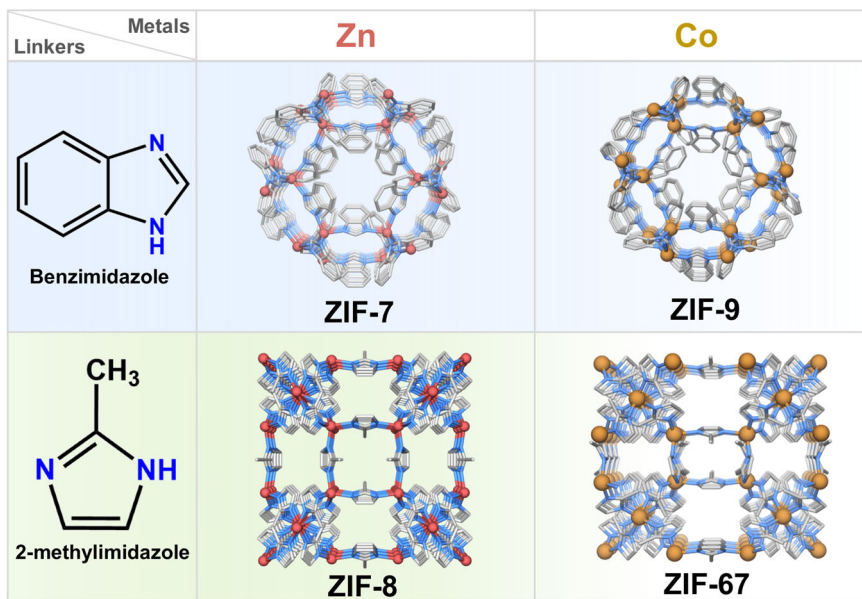 Metals
Linkers
Zn
Co
N
N
H
Benzimidazole
ZIF-7
ZIF-9
CH3
N
NH
2-methylimidazole
ZIF-8
ZIF-67